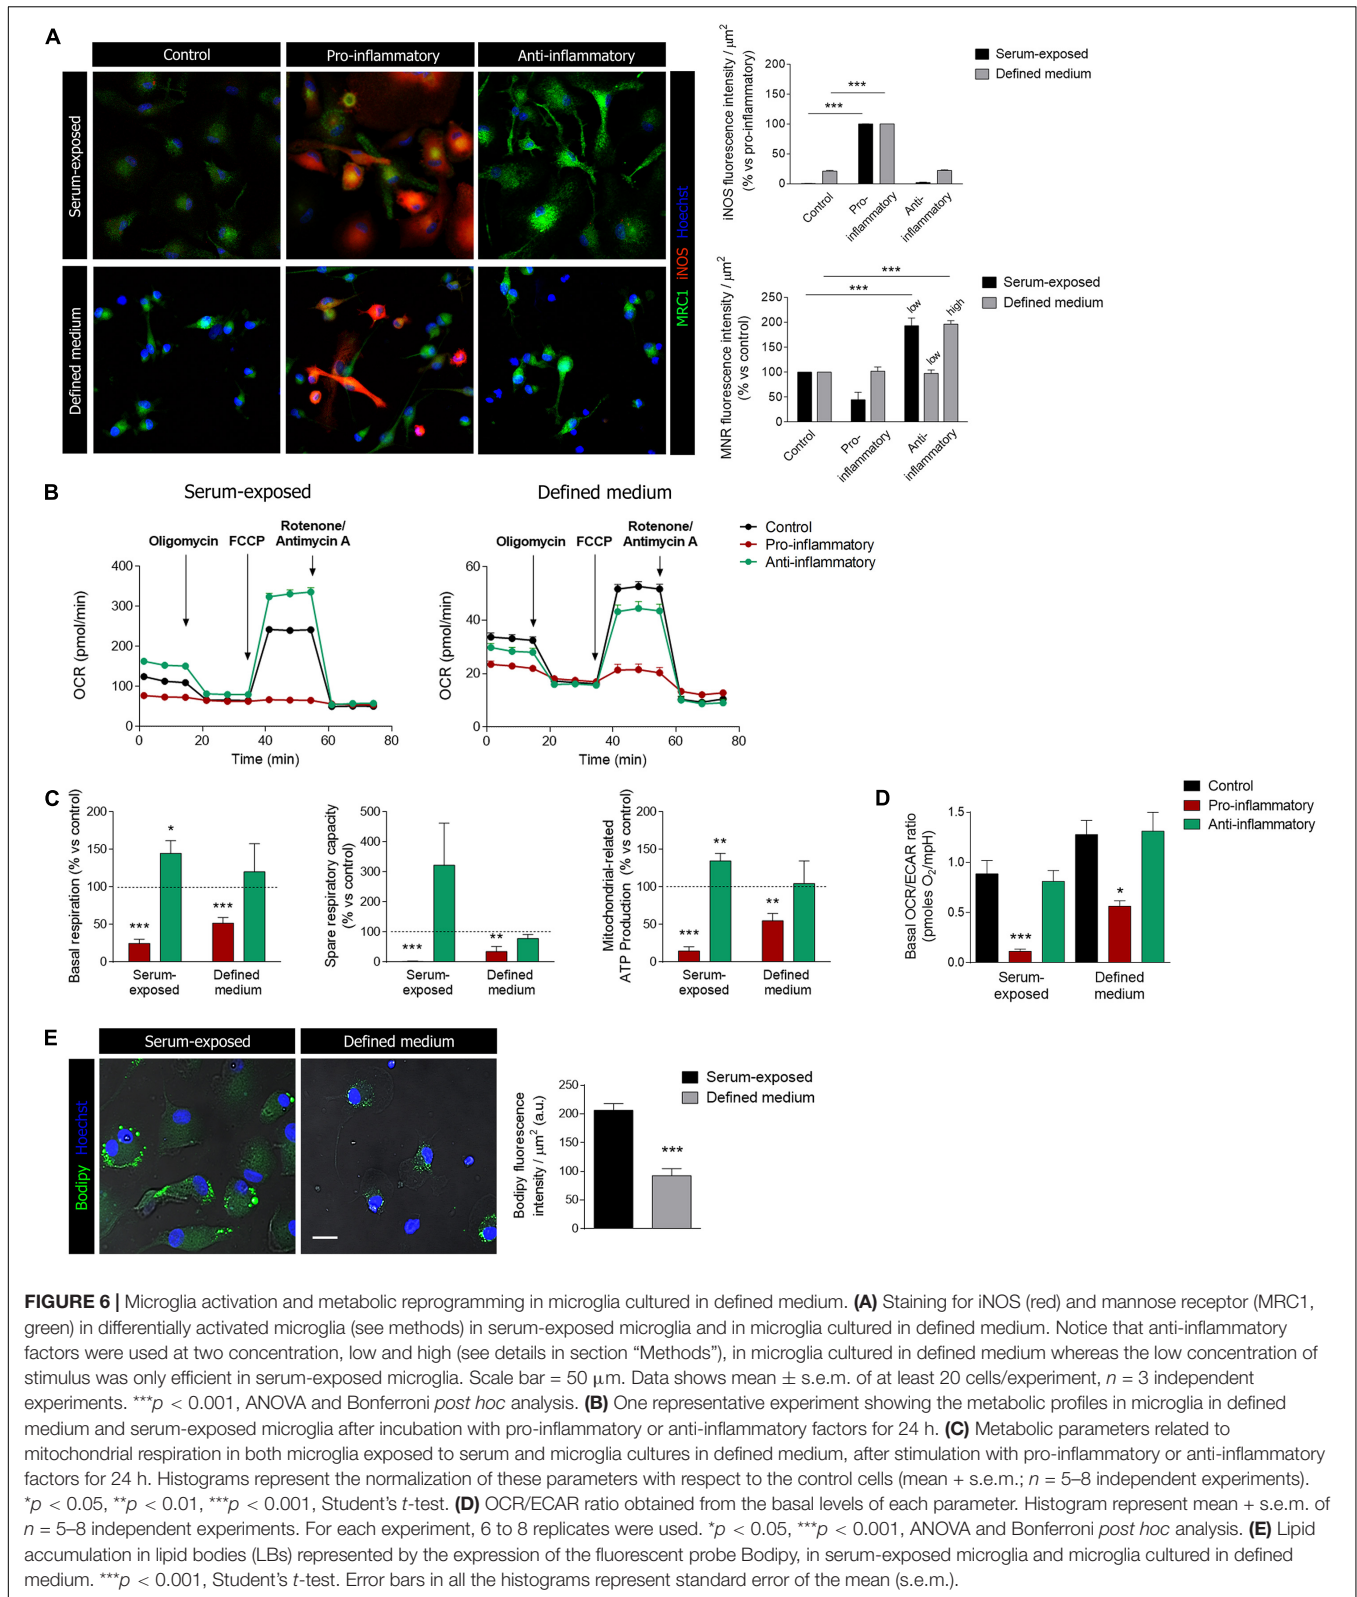 A
Control
Pro-inflammatory
Anti-inflammatory
Serum-exposed
Defined medium
MRC1 iNOS Hoechst
iNOS fluorescence intensity / μm²
(% vs pro-inflammatory)
200
150
100
50
0
***
***
Control
Pro-
inflammatory
Anti-
inflammatory
Serum-exposed
Defined medium
MNR fluorescence intensity / μm²
(% vs control)
250
200
150
100
50
0
***
***
low
low
high
Control
Pro-
inflammatory
Anti-
inflammatory
Serum-exposed
Defined medium
B
Serum-exposed
Oligomycin
FCCP
Rotenone/
Antimycin A
OCR (pmol/min)
400
300
200
100
0
0 20 40 60 80
Time (min)
Defined medium
Oligomycin
FCCP
Rotenone/
Antimycin A
OCR (pmol/min)
60
40
20
0
0 20 40 60 80
Time (min)
Control
Pro-inflammatory
Anti-inflammatory
C
Basal respiration (% vs control)
200
150
100
50
0
***
*
***
Serum-
exposed
Defined
medium
Spare respiratory capacity
(% vs control)
500
400
300
200
100
0
***
**
Serum-
exposed
Defined
medium
Mitochondrial-related
ATP Production (% vs control)
200
150
100
50
0
***
**
**
Serum-
exposed
Defined
medium
D
Basal OCR/ECAR ratio
(pmoles O₂/mpH)
1.5
1.0
0.5
0.0
***
*
Serum-
exposed
Defined
medium
Control
Pro-inflammatory
Anti-inflammatory
E
Serum-exposed
Defined medium
Bodipy Hoechst
Bodipy fluorescence
intensity / μm² (a.u.)
250
200
150
100
50
0
***
Serum-exposed
Defined medium
FIGURE 6 | Microglia activation and metabolic reprogramming in microglia cultured in defined medium. (A) Staining for iNOS (red) and mannose receptor (MRC1,
green) in differentially activated microglia (see methods) in serum-exposed microglia and in microglia cultured in defined medium. Notice that anti-inflammatory
factors were used at two concentration, low and high (see details in section “Methods”), in microglia cultured in defined medium whereas the low concentration of
stimulus was only efficient in serum-exposed microglia. Scale bar = 50 μm. Data shows mean ± s.e.m. of at least 20 cells/experiment, n = 3 independent
experiments. ***p < 0.001, ANOVA and Bonferroni post hoc analysis. (B) One representative experiment showing the metabolic profiles in microglia in defined
medium and serum-exposed microglia after incubation with pro-inflammatory or anti-inflammatory factors for 24 h. (C) Metabolic parameters related to
mitochondrial respiration in both microglia exposed to serum and microglia cultures in defined medium, after stimulation with pro-inflammatory or anti-inflammatory
factors for 24 h. Histograms represent the normalization of these parameters with respect to the control cells (mean + s.e.m.; n = 5–8 independent experiments).
*p < 0.05, **p < 0.01, ***p < 0.001, Student’s t-test. (D) OCR/ECAR ratio obtained from the basal levels of each parameter. Histogram represent mean + s.e.m. of
n = 5–8 independent experiments. For each experiment, 6 to 8 replicates were used. *p < 0.05, ***p < 0.001, ANOVA and Bonferroni post hoc analysis. (E) Lipid
accumulation in lipid bodies (LBs) represented by the expression of the fluorescent probe Bodipy, in serum-exposed microglia and microglia cultured in defined
medium. ***p < 0.001, Student’s t-test. Error bars in all the histograms represent standard error of the mean (s.e.m.).